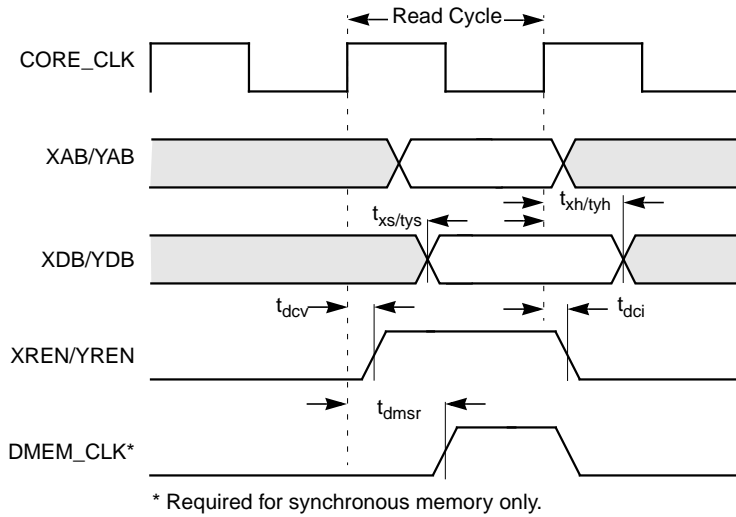 Read Cycle
CORE_CLK
XAB/YAB
txh/tyh
txs/tys
XDB/YDB
tdcv
tdci
XREN/YREN
tdmsr
DMEM_CLK*
* Required for synchronous memory only.